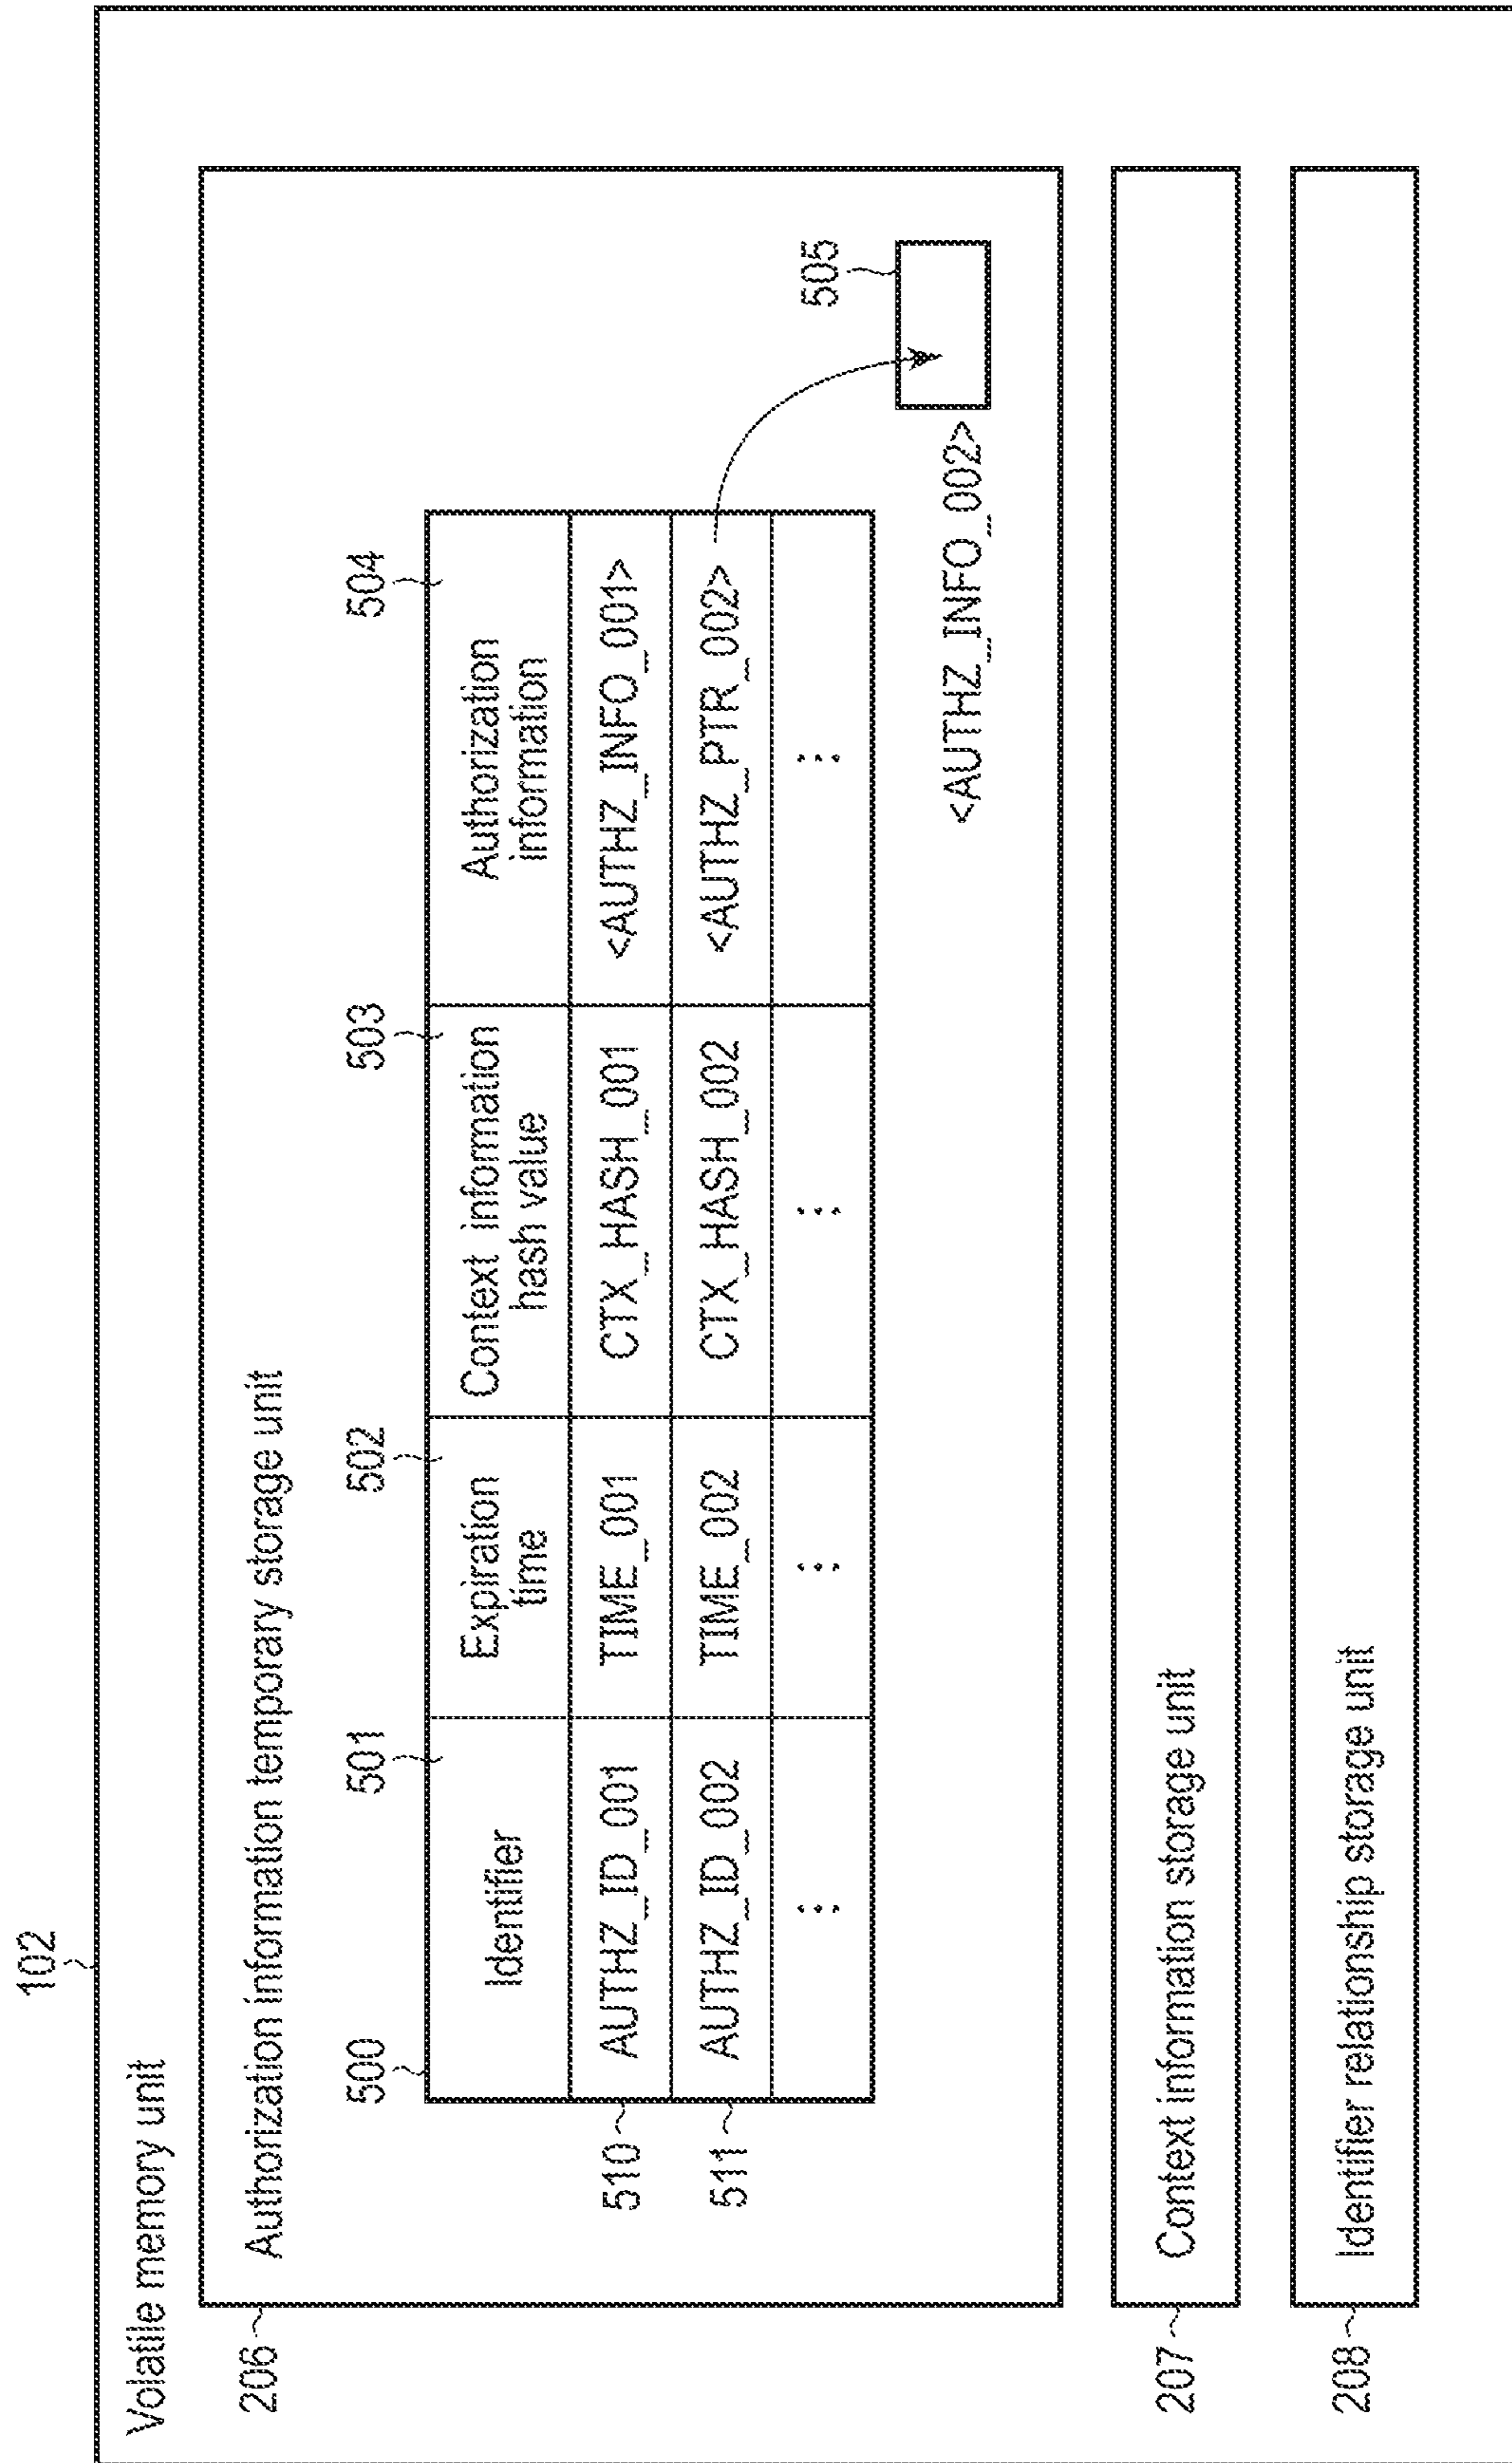 102
Volatile memory unit
206
Authorization information temporary storage unit
500
501
502
503
504
Identifier
Expiration
time
Context information
hash value
Authorization
information
510
AUTHZ_ID_001
TIME_001
CTX_HASH_001
<AUTHZ_INFO_001>
511
AUTHZ_ID_002
TIME_002
CTX_HASH_002
<AUTHZ_PTR_002>
505
<AUTHZ_INFO_002>
207
Context information storage unit
208
Identifier relationship storage unit